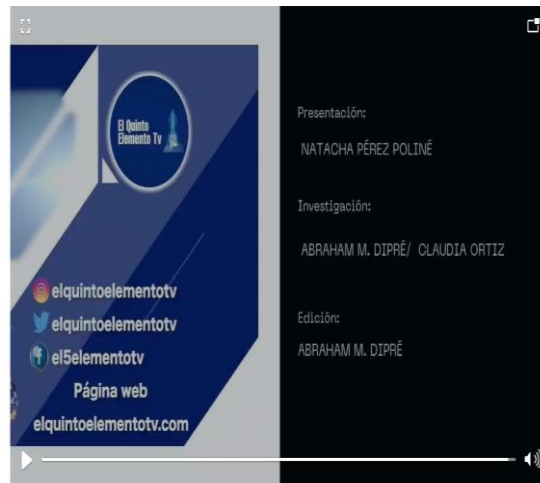 El Quinto
Elemento Tv
elquintoelementotv
elquintoelementotv
el5elementotv
Página web
elquintoelementotv.com
Presentación:
NATACHA PÉREZ POLINÉ
Investigación:
ABRAHAM M. DIPRÉ/ CLAUDIA ORTIZ
Edición:
ABRAHAM M. DIPRÉ